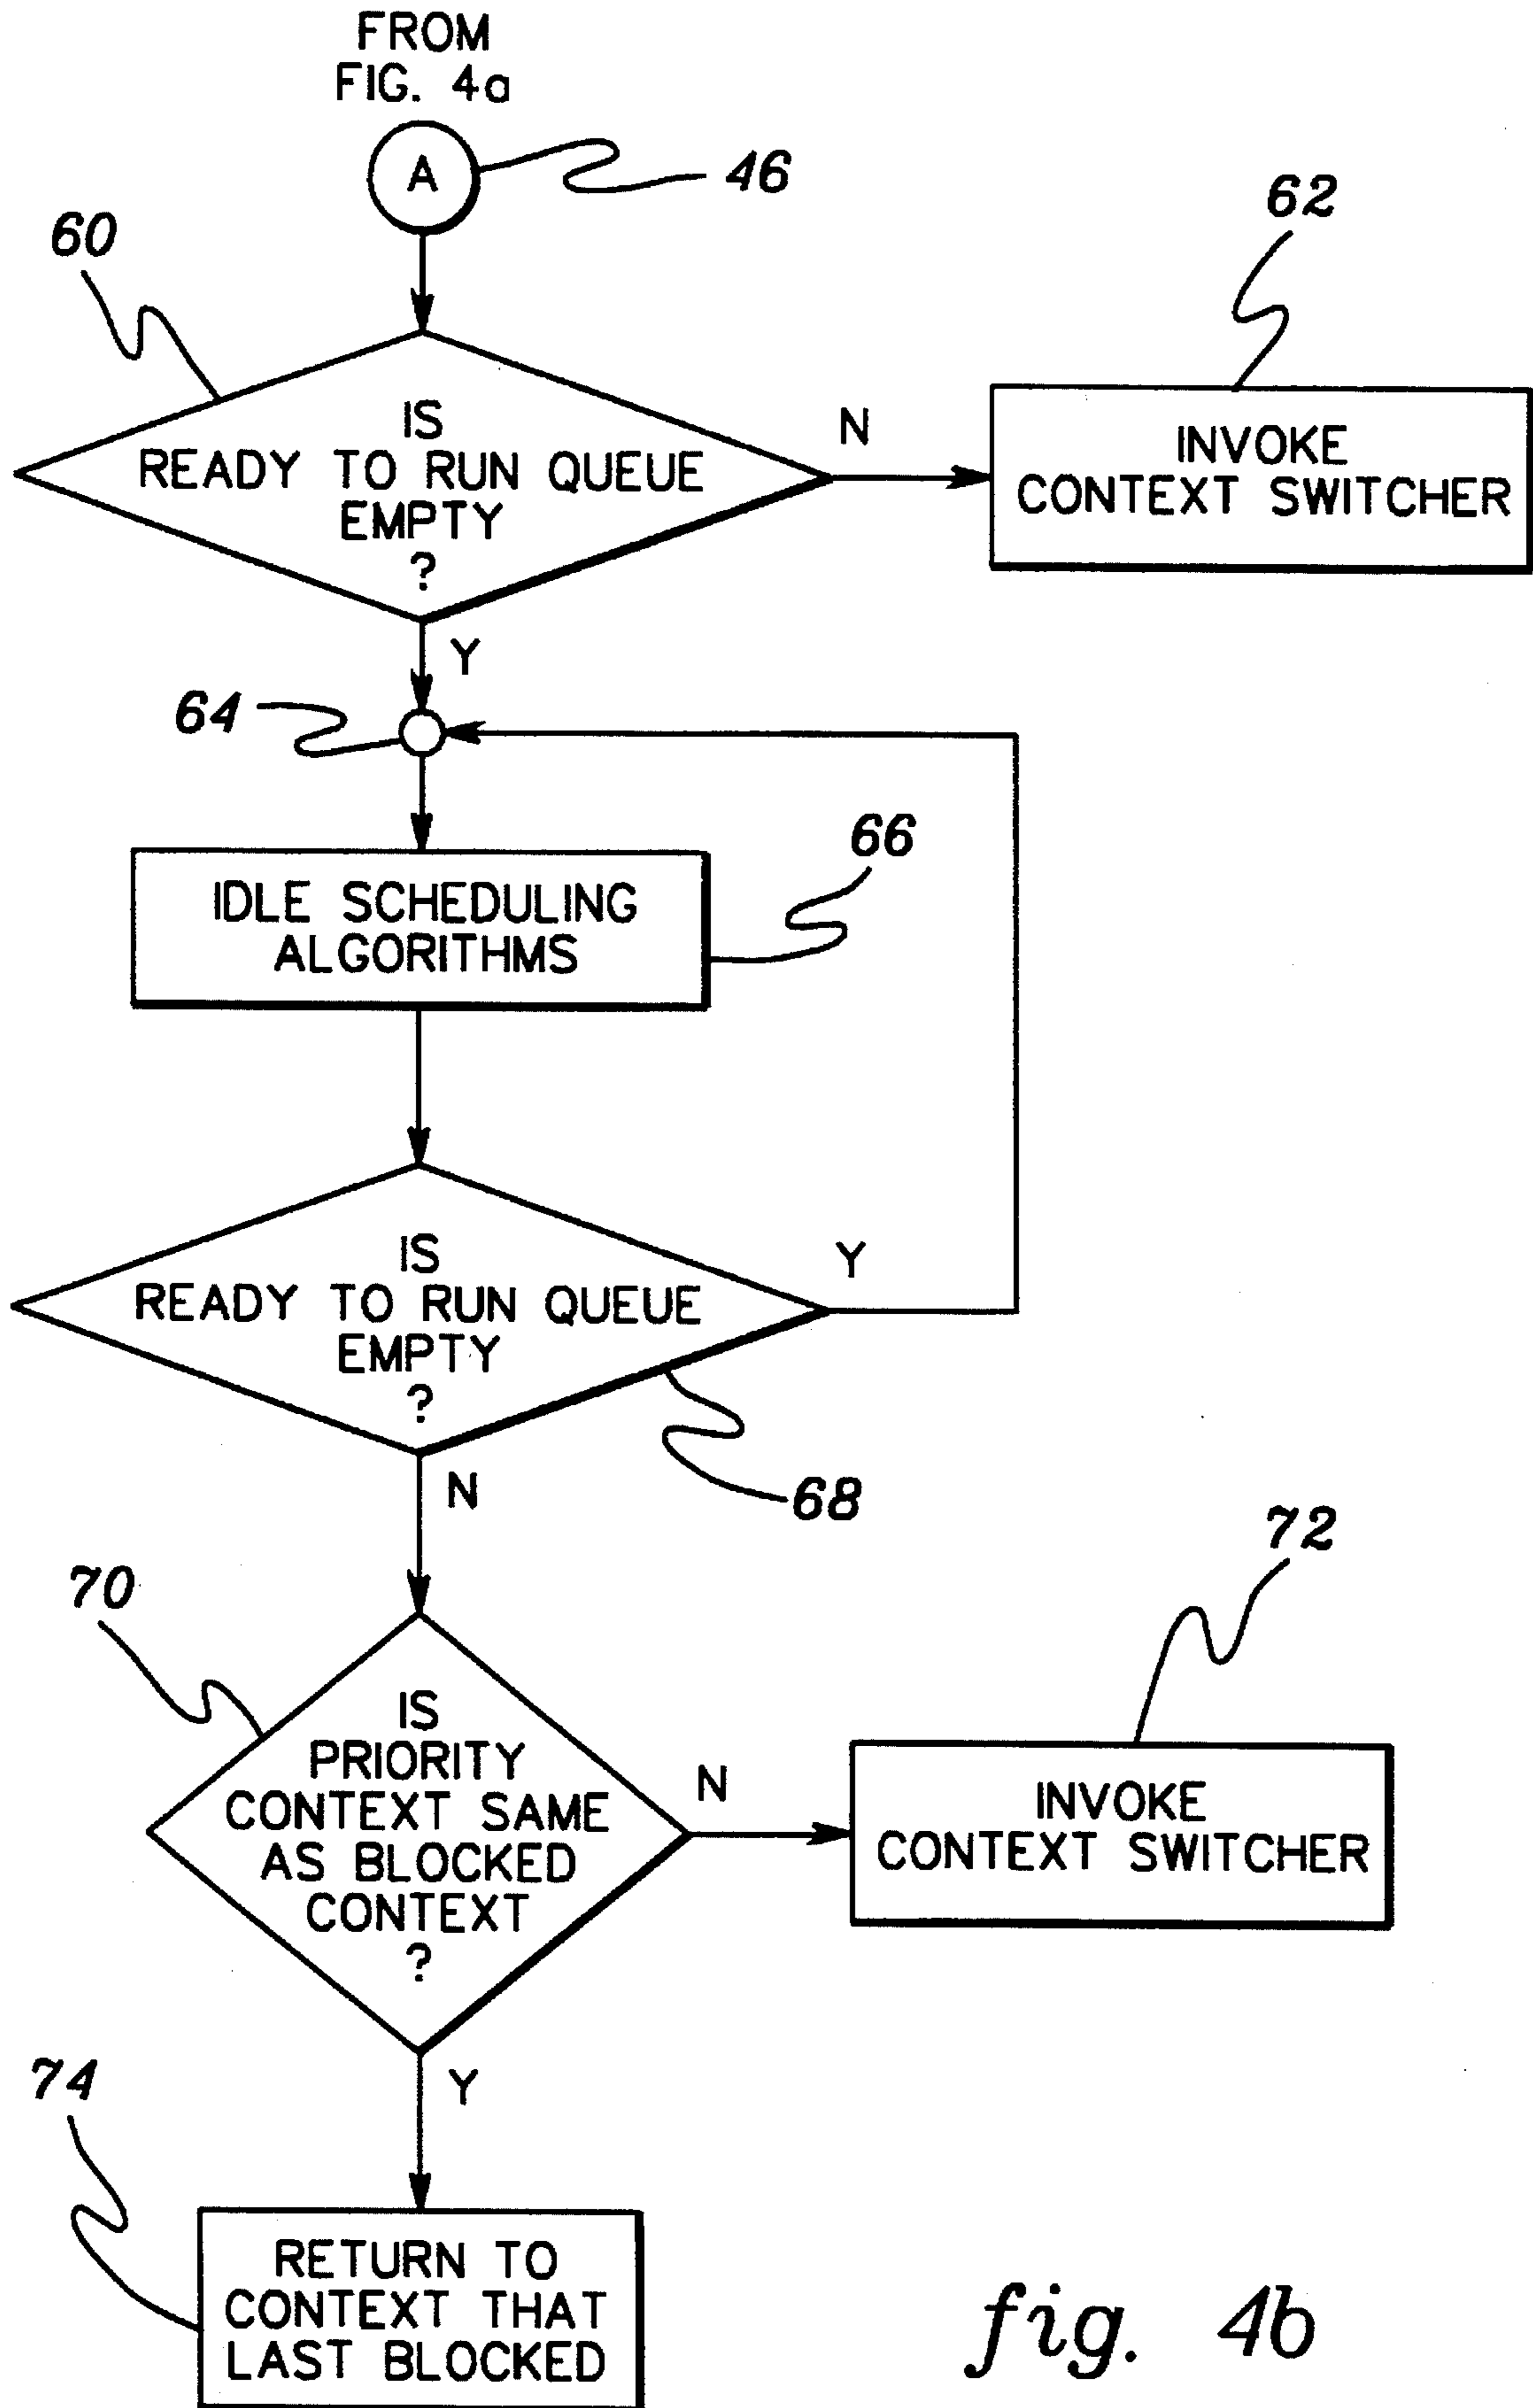 FROM
FIG. 4a
A
46
60
62
IS
READY TO RUN QUEUE
EMPTY
?
N
INVOKE
CONTEXT SWITCHER
Y
64
66
IDLE SCHEDULING
ALGORITHMS
IS
READY TO RUN QUEUE
EMPTY
?
Y
N
68
70
72
IS
PRIORITY
CONTEXT SAME
AS BLOCKED
CONTEXT
?
N
INVOKE
CONTEXT SWITCHER
Y
74
RETURN TO
CONTEXT THAT
LAST BLOCKED
fig. 4b